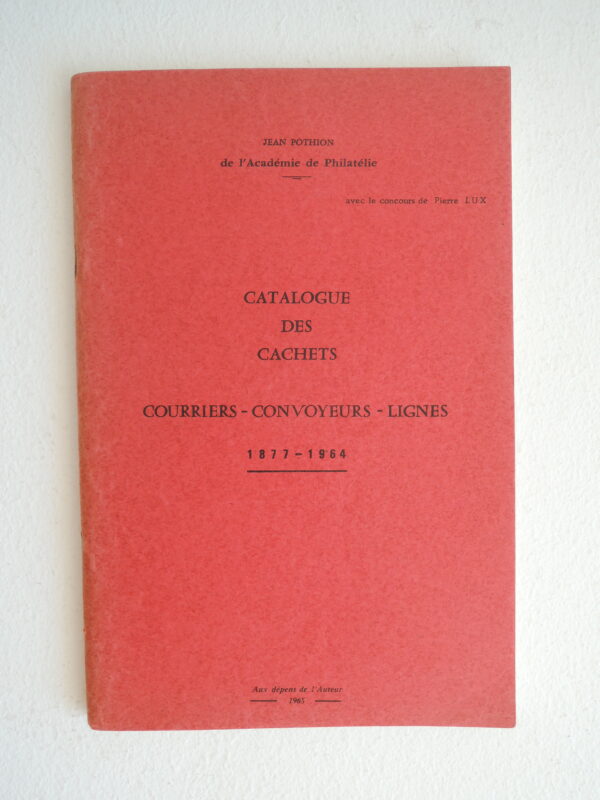 JEAN POTHION
de l'Académie de Philatélie
avec le concours de Pierre LUX
CATALOGUE
DES
CACHETS
COURRIERS - CONVOYEURS - LIGNES
1877-1964
Aux dépens de l'Auteur
1965